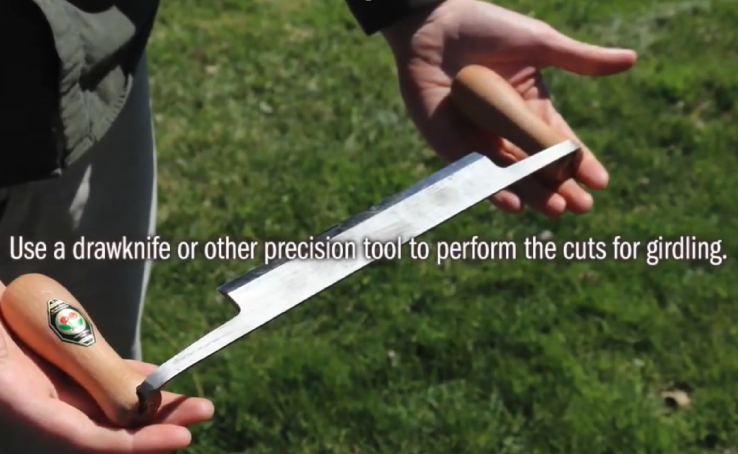 Use a drawknife or other precision tool to perform the cuts for girdling.